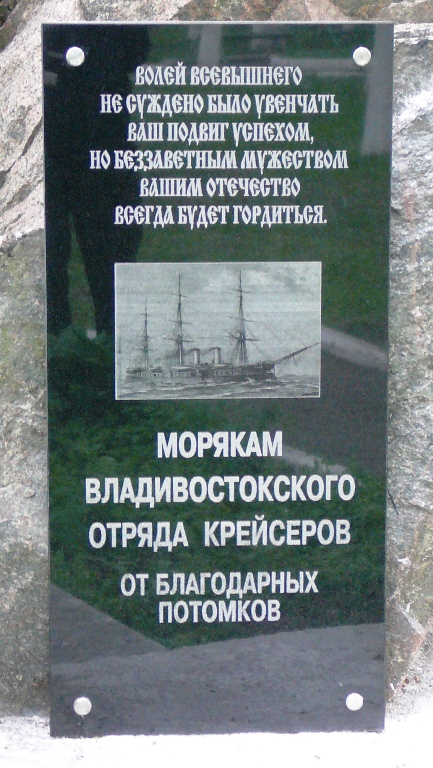 ВОЛЕЙ ВСЕВЫШНЕГО
НЕ СУЖДЕНО БЫЛО УВЕНЧАТЬ
ВАШ ПОДВИГ УСПЕХОМ,
НО БЕЗЗАВЕТНЫМ МУЖЕСТВОМ
ВАШИМ ОТЕЧЕСТВО
ВСЕГДА БУДЕТ ГОРДИТЬСЯ.
МОРЯКАМ
ВЛАДИВОСТОКСКОГО
ОТРЯДА КРЕЙСЕРОВ
ОТ БЛАГОДАРНЫХ
ПОТОМКОВ